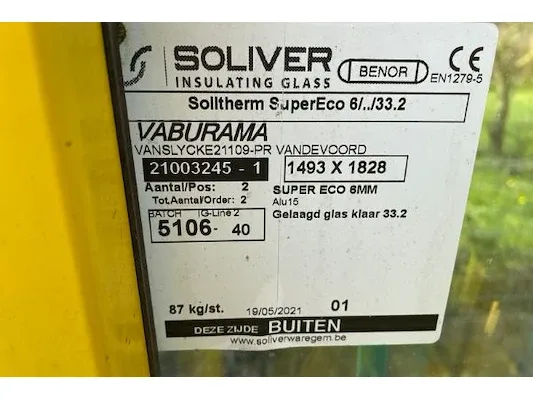 SOLIVER
INSULATING GLASS
BENOR
CE
EN1279-5
Solltherm SuperEco 6/../33.2
VABURAMA
VANSLYCKE21109-PR VANDEVOORD
21003245 - 1
1493 X 1828
Aantal/Pos: 2
SUPER ECO 6MM
Tot.Aantal/Order: 2
Alu15
BATCH IG-Line 2
Gelaagd glas klaar 33.2
5106- 40
87 kg/st. 19/05/2021 01
DEZE ZIJDE BUITEN
www.soliverwaregem.be